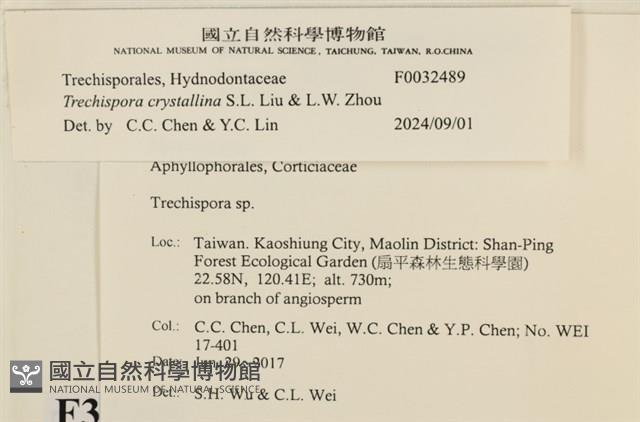 國立自然科學博物館
NATIONAL MUSEUM OF NATURAL SCIENCE, TAICHUNG, TAIWAN, R.O.CHINA
Trechisporales, Hydnodontaceae F0032489
Trechispora crystallina S.L. Liu & L.W. Zhou
Det. by C.C. Chen & Y.C. Lin 2024/09/01
Aphyllophorales, Corticiaceae
Trechispora sp.
Loc.: Taiwan. Kaoshiung City, Maolin District: Shan-Ping
Forest Ecological Garden (扇平森林生態科學園)
22.58N, 120.41E; alt. 730m;
on branch of angiosperm
Col.: C.C. Chen, C.L. Wei, W.C. Chen & Y.P. Chen; No. WEI
17-401
Date: 29, 2017
國立自然科學博物館
NATIONAL MUSEUM OF NATURAL SCIENCE
Det.: S.H. Wu & C.L. Wei
F3